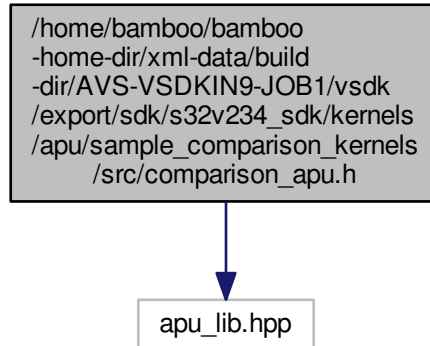 /home/bamboo/bamboo
-home-dir/xml-data/build
-dir/AVS-VSDKIN9-JOB1/vsdk
/export/sdk/s32v234_sdk/kernels
/apu/sample_comparison_kernels
/src/comparison_apu.h
apu_lib.hpp